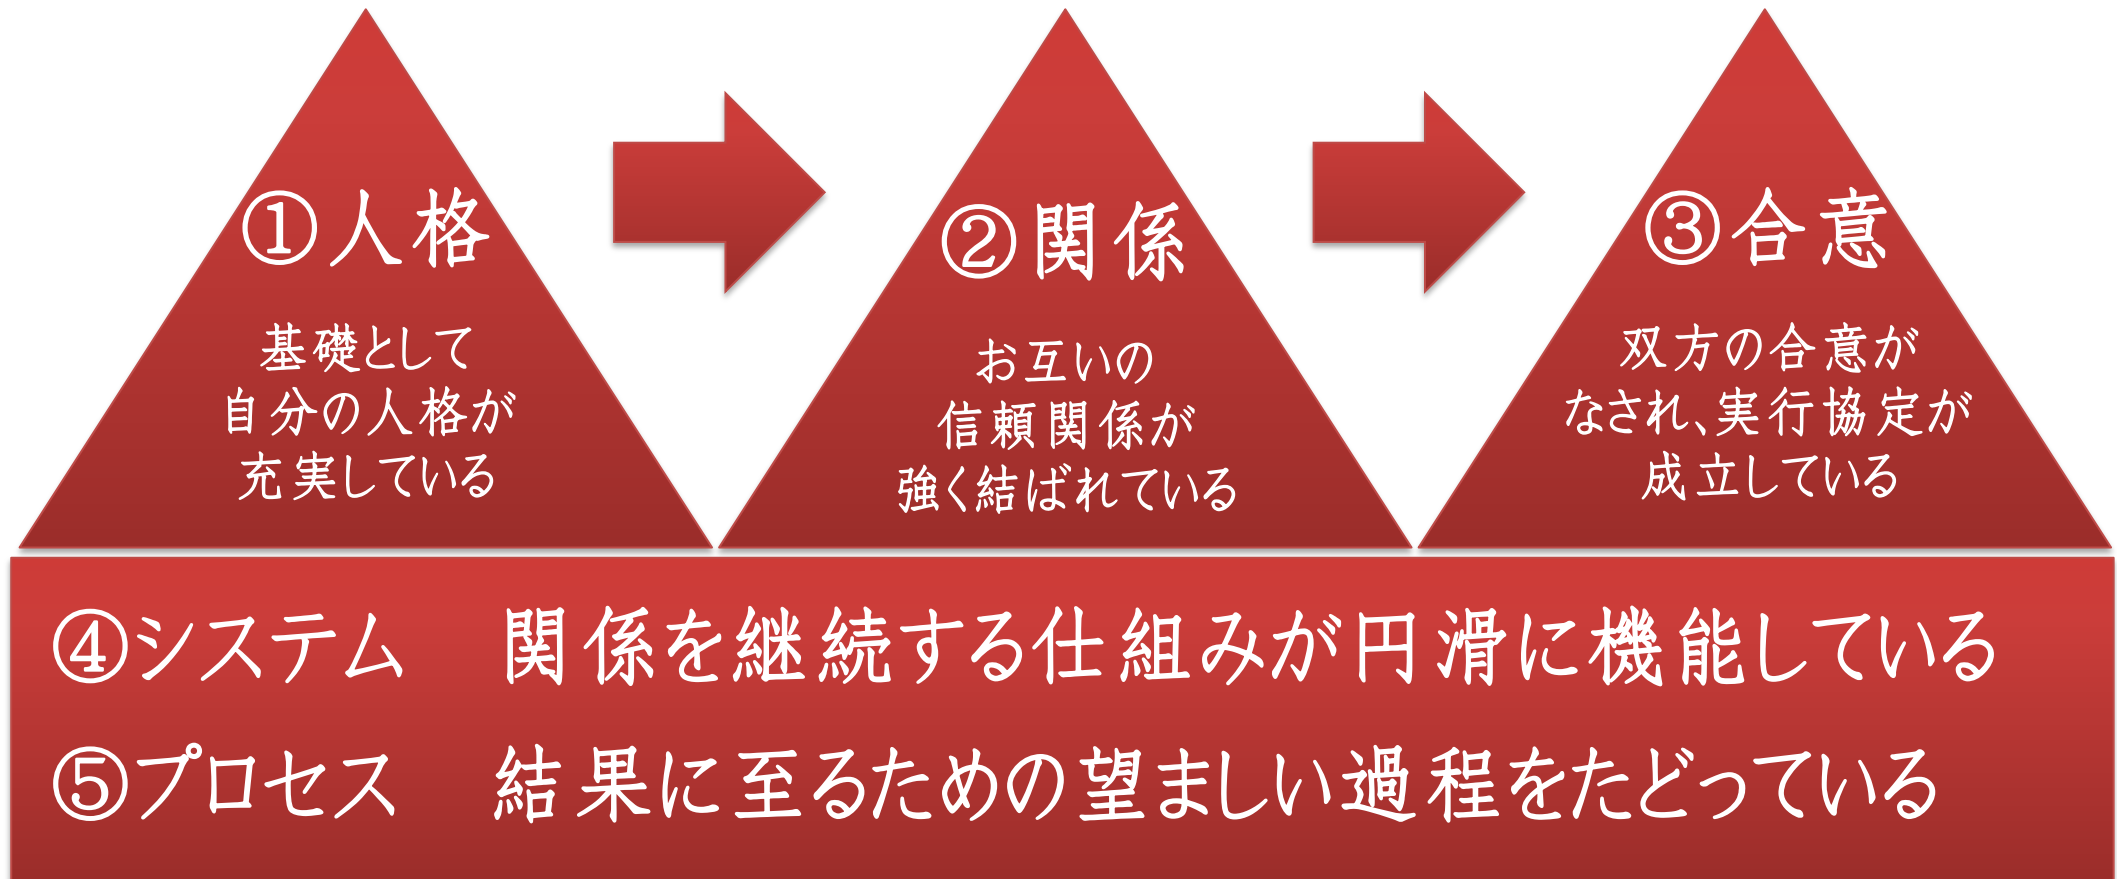 ①人格
基礎として
自分の人格が
充実している
②関係
お互いの
信頼関係が
強く結ばれている
③合意
双方の合意が
なされ、実行協定が
成立している
④システム　関係を継続する仕組みが円滑に機能している
⑤プロセス　結果に至るための望ましい過程をたどっている